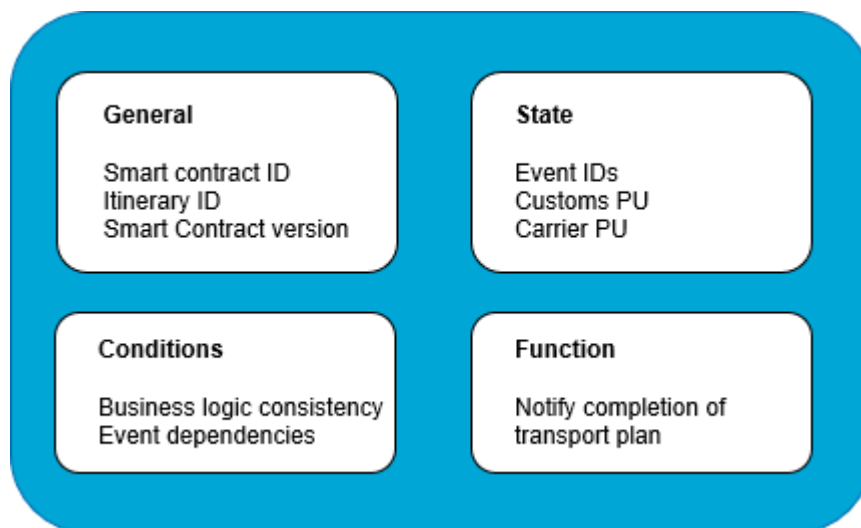 General
Smart contract ID
Itinerary ID
Smart Contract version
State
Event IDs
Customs PU
Carrier PU
Conditions
Business logic consistency
Event dependencies
Function
Notify completion of
transport plan